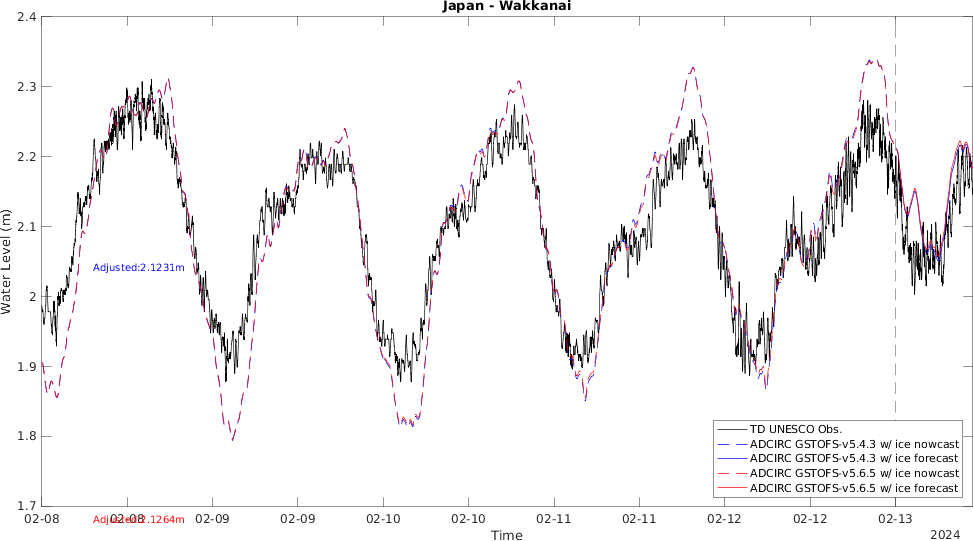 Japan - Wakkanai
2.4
2.3
2.2
2.1
2
1.9
1.8
1.7
Water Level (m)
Adjusted:2.1231m
Adjusted:2.1264m
TD UNESCO Obs.
ADCIRC GSTOFS-v5.4.3 w/ ice nowcast
ADCIRC GSTOFS-v5.4.3 w/ ice forecast
ADCIRC GSTOFS-v5.6.5 w/ ice nowcast
ADCIRC GSTOFS-v5.6.5 w/ ice forecast
02-08 02-08 02-09 02-09 02-10 02-10 02-11 02-11 02-12 02-12 02-13
Time
2024